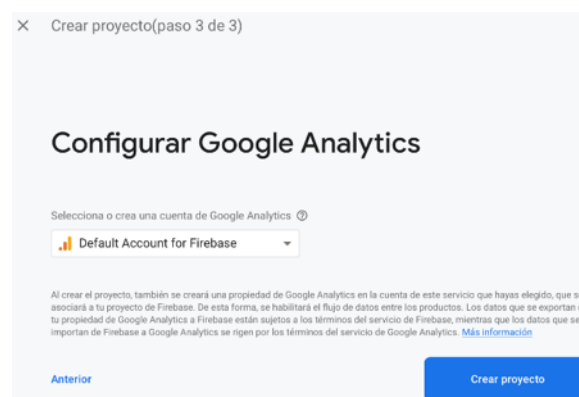 Crear proyecto(paso 3 de 3)
Configurar Google Analytics
Selecciona o crea una cuenta de Google Analytics
Default Account for Firebase
Al crear el proyecto, también se creará una propiedad de Google Analytics en la cuenta de este servicio que hayas elegido, que
asociará a tu proyecto de Firebase. De esta forma, se habilitará el flujo de datos entre los productos. Los datos que se exportan
tu propiedad de Google Analytics a Firebase están sujetos a los términos del servicio de Firebase, mientras que los datos que se
importan de Firebase a Google Analytics se rigen por los términos del servicio de Google Analytics. Más información
Anterior
Crear proyecto